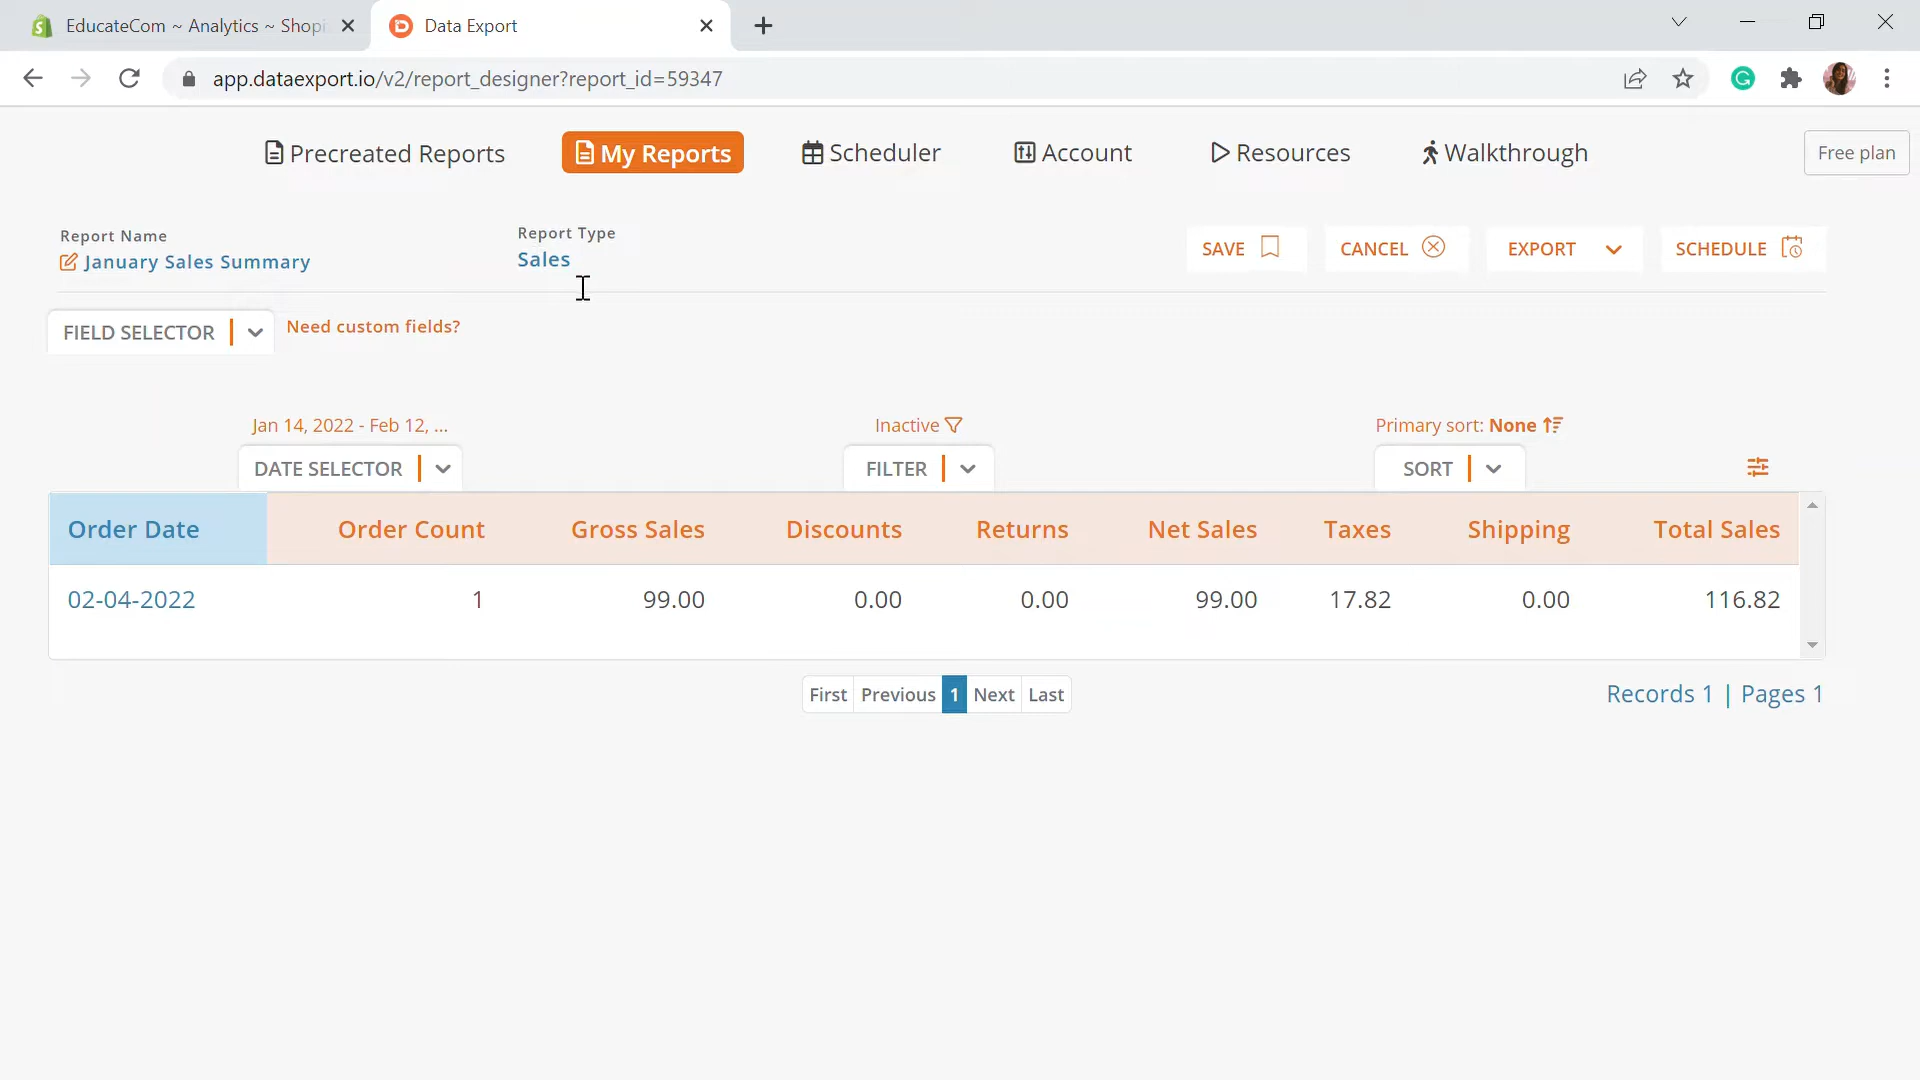 EducateCom ~ Analytics ~ Shopi
Data Export
app.dataexport.io/v2/report_designer?report_id=59347
Precreated Reports
My Reports
Scheduler
Account
Resources
Walkthrough
Free plan
Report Name
January Sales Summary
Report Type
Sales
SAVE
CANCEL
EXPORT
SCHEDULE
FIELD SELECTOR
Need custom fields?
Jan 14, 2022 - Feb 12, ...
DATE SELECTOR
Inactive
FILTER
Primary sort: None
SORT
Order Date Order Count Gross Sales Discounts Returns Net Sales Taxes Shipping Total Sales
02-04-2022 1 99.00 0.00 0.00 99.00 17.82 0.00 116.82
First Previous 1 Next Last
Records 1 | Pages 1